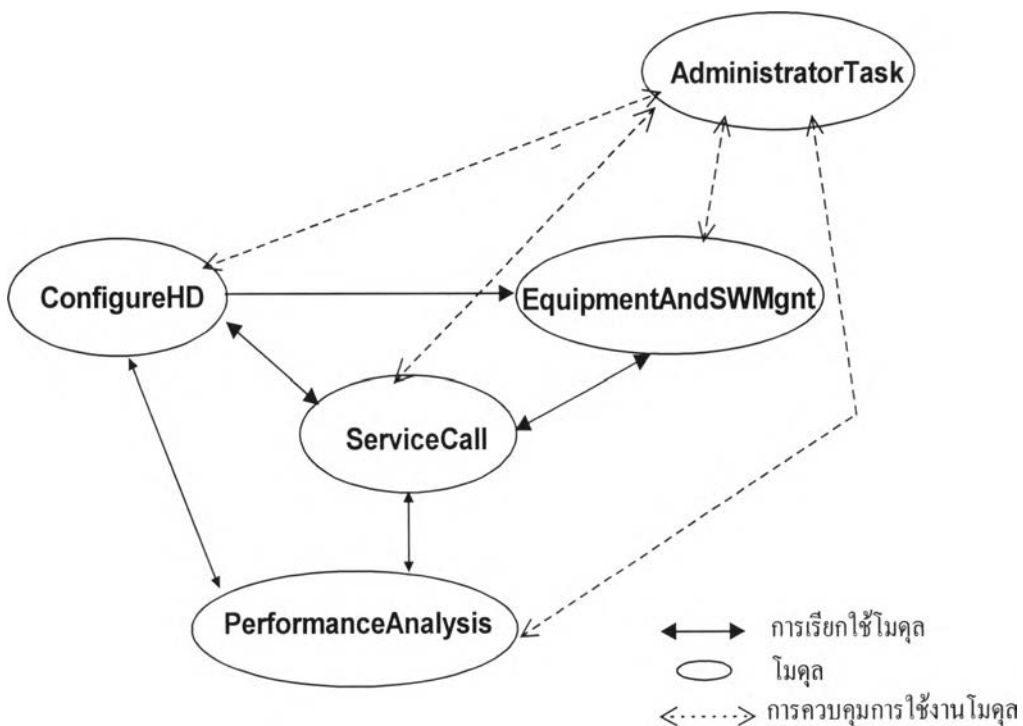 AdministratorTask
ConfigureHD
EquipmentAndSWMgnt
ServiceCall
PerformanceAnalysis
การเรียกใช้โมดุล
โมดุล
การควบคุมการใช้งานโมดุล